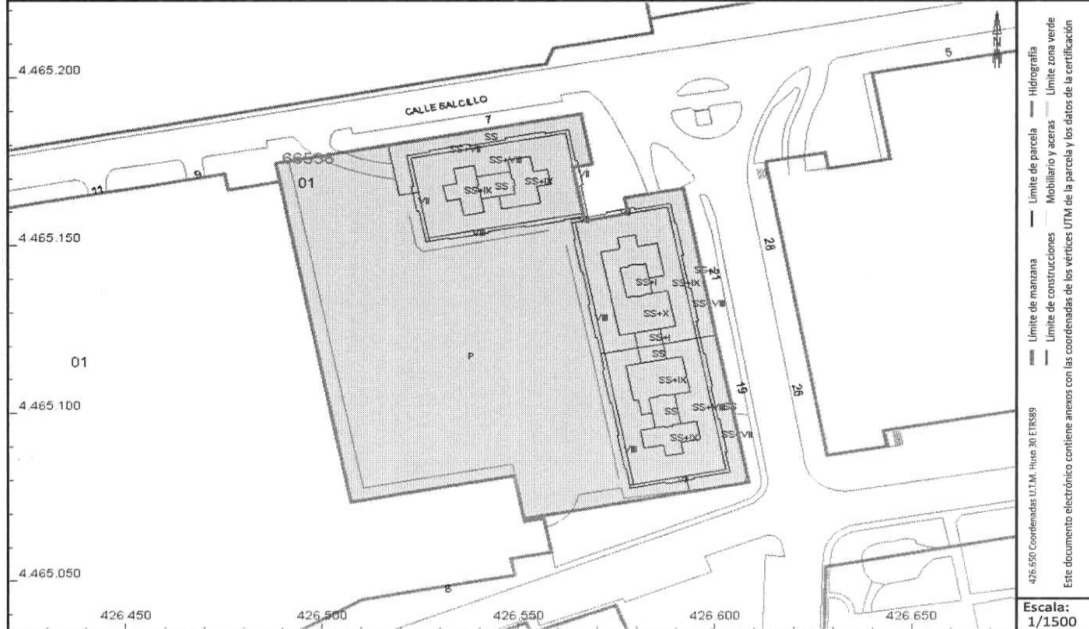 4.465.200
CALLE BALCILLO
5
7
SS
66538
SS+VII
SS+VIII
11
9
01
SS+IX
SS
SS+IX
VII
VII
VIII
4.465.150
28
SS+I
SS+IX
21
SS
VIII
VIII
SS+X
SS+I
SS
01
P
SS+IX
19
26
4.465.100
SS
SS+VIII
SS
SS+IX
SS
VIII
VIII
4.465.050
8
426.450
426.500
426.550
426.600
426.650
N
426.650 Coordenadas U.T.M. Huso 30 ETRS89
Límite de manzana
Límite de parcela
Hidrografía
Límite de construcciones
Mobiliario y aceras
Límite zona verde
Este documento electrónico contiene anexos con las coordenadas de los vértices UTM de la parcela y los datos de la certificación
Escala:
1/1500